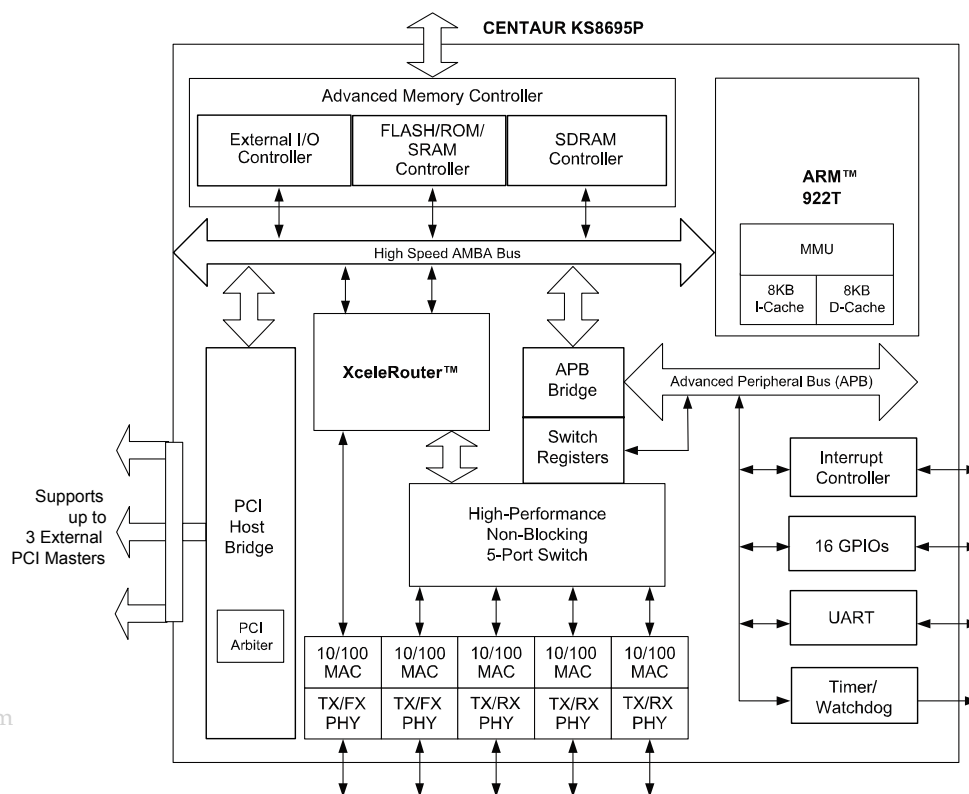 CENTAUR KS8695P
Advanced Memory Controller
External I/O
Controller
FLASH/ROM/
SRAM
Controller
SDRAM
Controller
ARM™
922T
MMU
8KB
I-Cache
8KB
D-Cache
High Speed AMBA Bus
XceleRouter™
APB
Bridge
Advanced Peripheral Bus (APB)
Switch
Registers
Supports
up to
3 External
PCI Masters
PCI
Host
Bridge
PCI
Arbiter
High-Performance
Non-Blocking
5-Port Switch
Interrupt
Controller
16 GPIOs
UART
Timer/
Watchdog
10/100
MAC
10/100
MAC
10/100
MAC
10/100
MAC
10/100
MAC
TX/FX
PHY
TX/FX
PHY
TX/RX
PHY
TX/RX
PHY
TX/RX
PHY